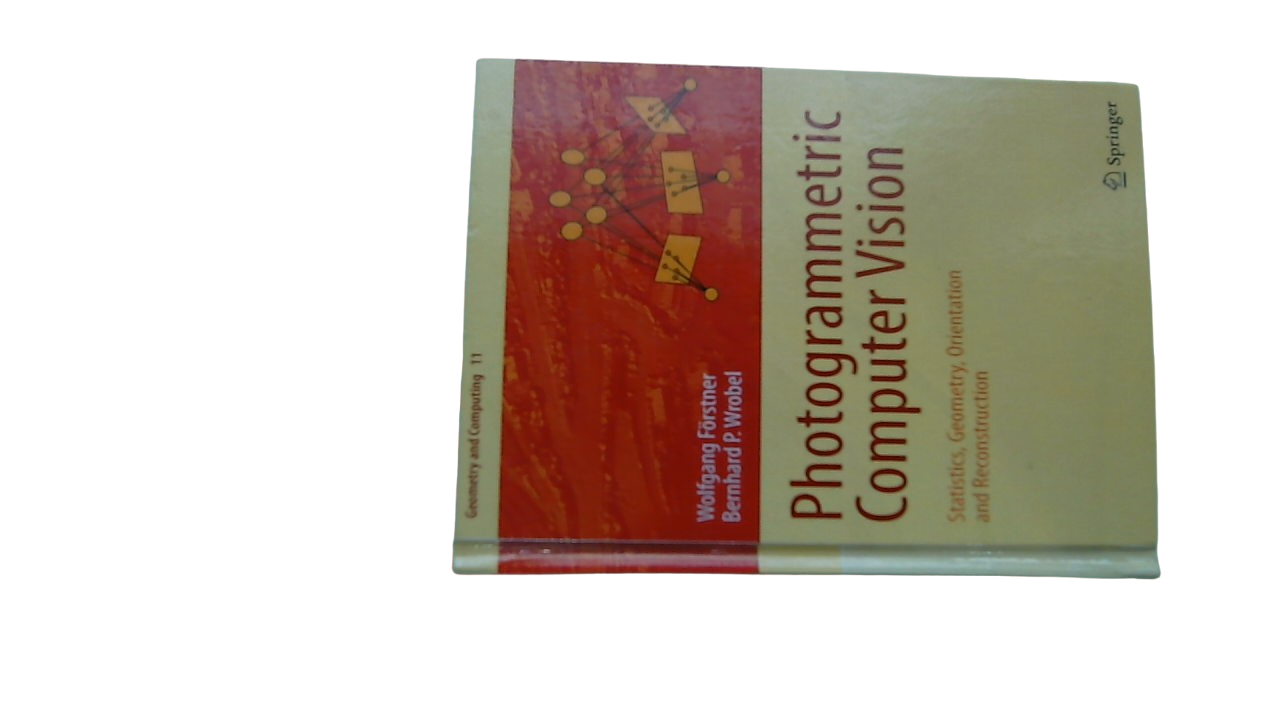 Geometry and Computing 11
Wolfgang Förstner
Bernhard P. Wrobel
Photogrammetric
Computer Vision
Statistics, Geometry, Orientation
and Reconstruction
Springer